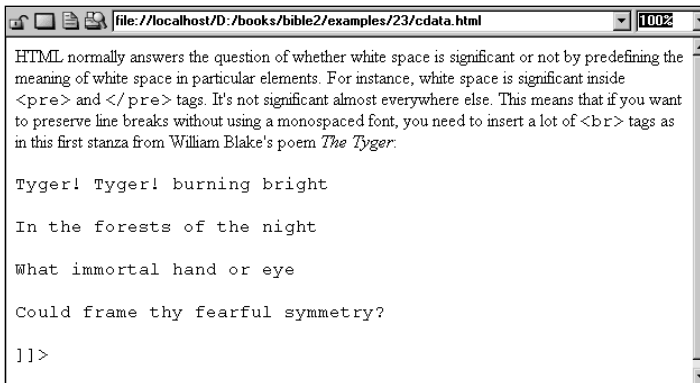 file://localhost/D:/books/bible2/examples/23/cdata.html 100%
HTML normally answers the question of whether white space is significant or not by predefining the
meaning of white space in particular elements. For instance, white space is significant inside
<pre> and </pre> tags. It's not significant almost everywhere else. This means that if you want
to preserve line breaks without using a monospaced font, you need to insert a lot of <br> tags as
in this first stanza from William Blake's poem The Tyger:
Tyger! Tyger! burning bright
In the forests of the night
What immortal hand or eye
Could frame thy fearful symmetry?
]]>